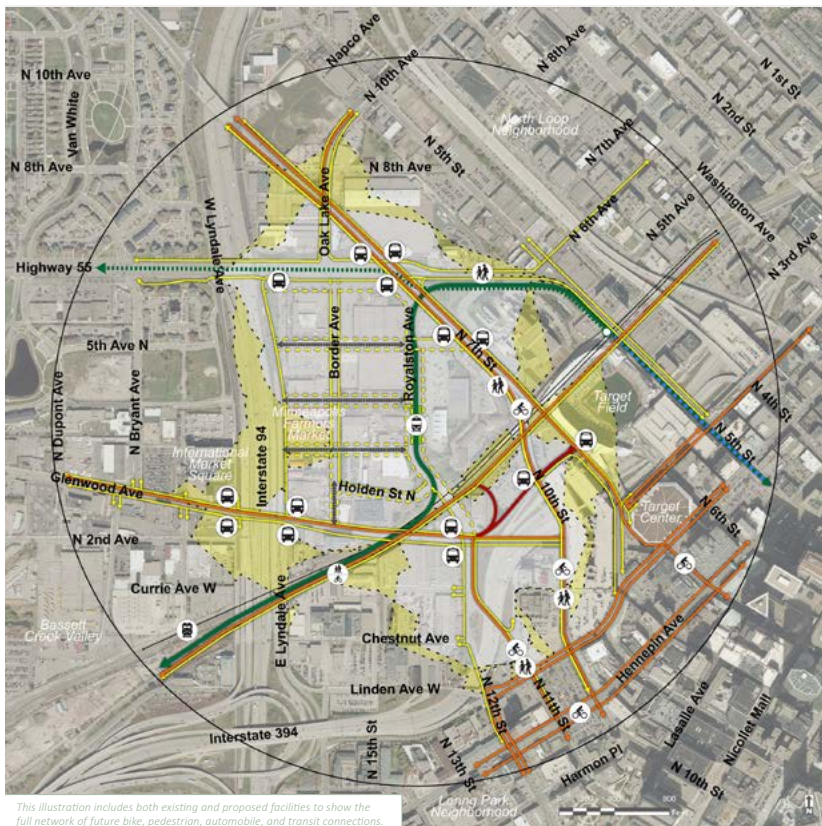 Napco Ave
N 10th Ave
N 8th Ave
N 1st St
N 2nd St
N 10th Ave
Van White
North Loop
Neighborhood
N 7th Ave
N 5th St
N 8th Ave
N 8th Ave
Washington Ave
N 6th Ave
N 5th Ave
N 3rd Ave
Oak Lake Ave
W Lyndale Ave
Highway 55
5th Ave N
Border Ave
Royalston Ave
N 7th St
N Dupont Ave
N Bryant Ave
Target
Field
N 4th St
Minneapolis
Farmers
Market
N 5th St
International
Market
Square
Interstate 94
Glenwood Ave
Holden St N
N 10th St
Target
Center
N 6th St
N 2nd Ave
Currie Ave W
E Lyndale Ave
Bassett
Creek Valley
Chestnut Ave
Hennepin Ave
Linden Ave W
N 12th St
N 11th St
Lasalle Ave
Nicollet Mall
Interstate 394
N 15th St
N 13th St
Harmon Pl
N 10th St
Loring Park
Neighborhood
800
Feet
N
This illustration includes both existing and proposed facilities to show the
full network of future bike, pedestrian, automobile, and transit connections.